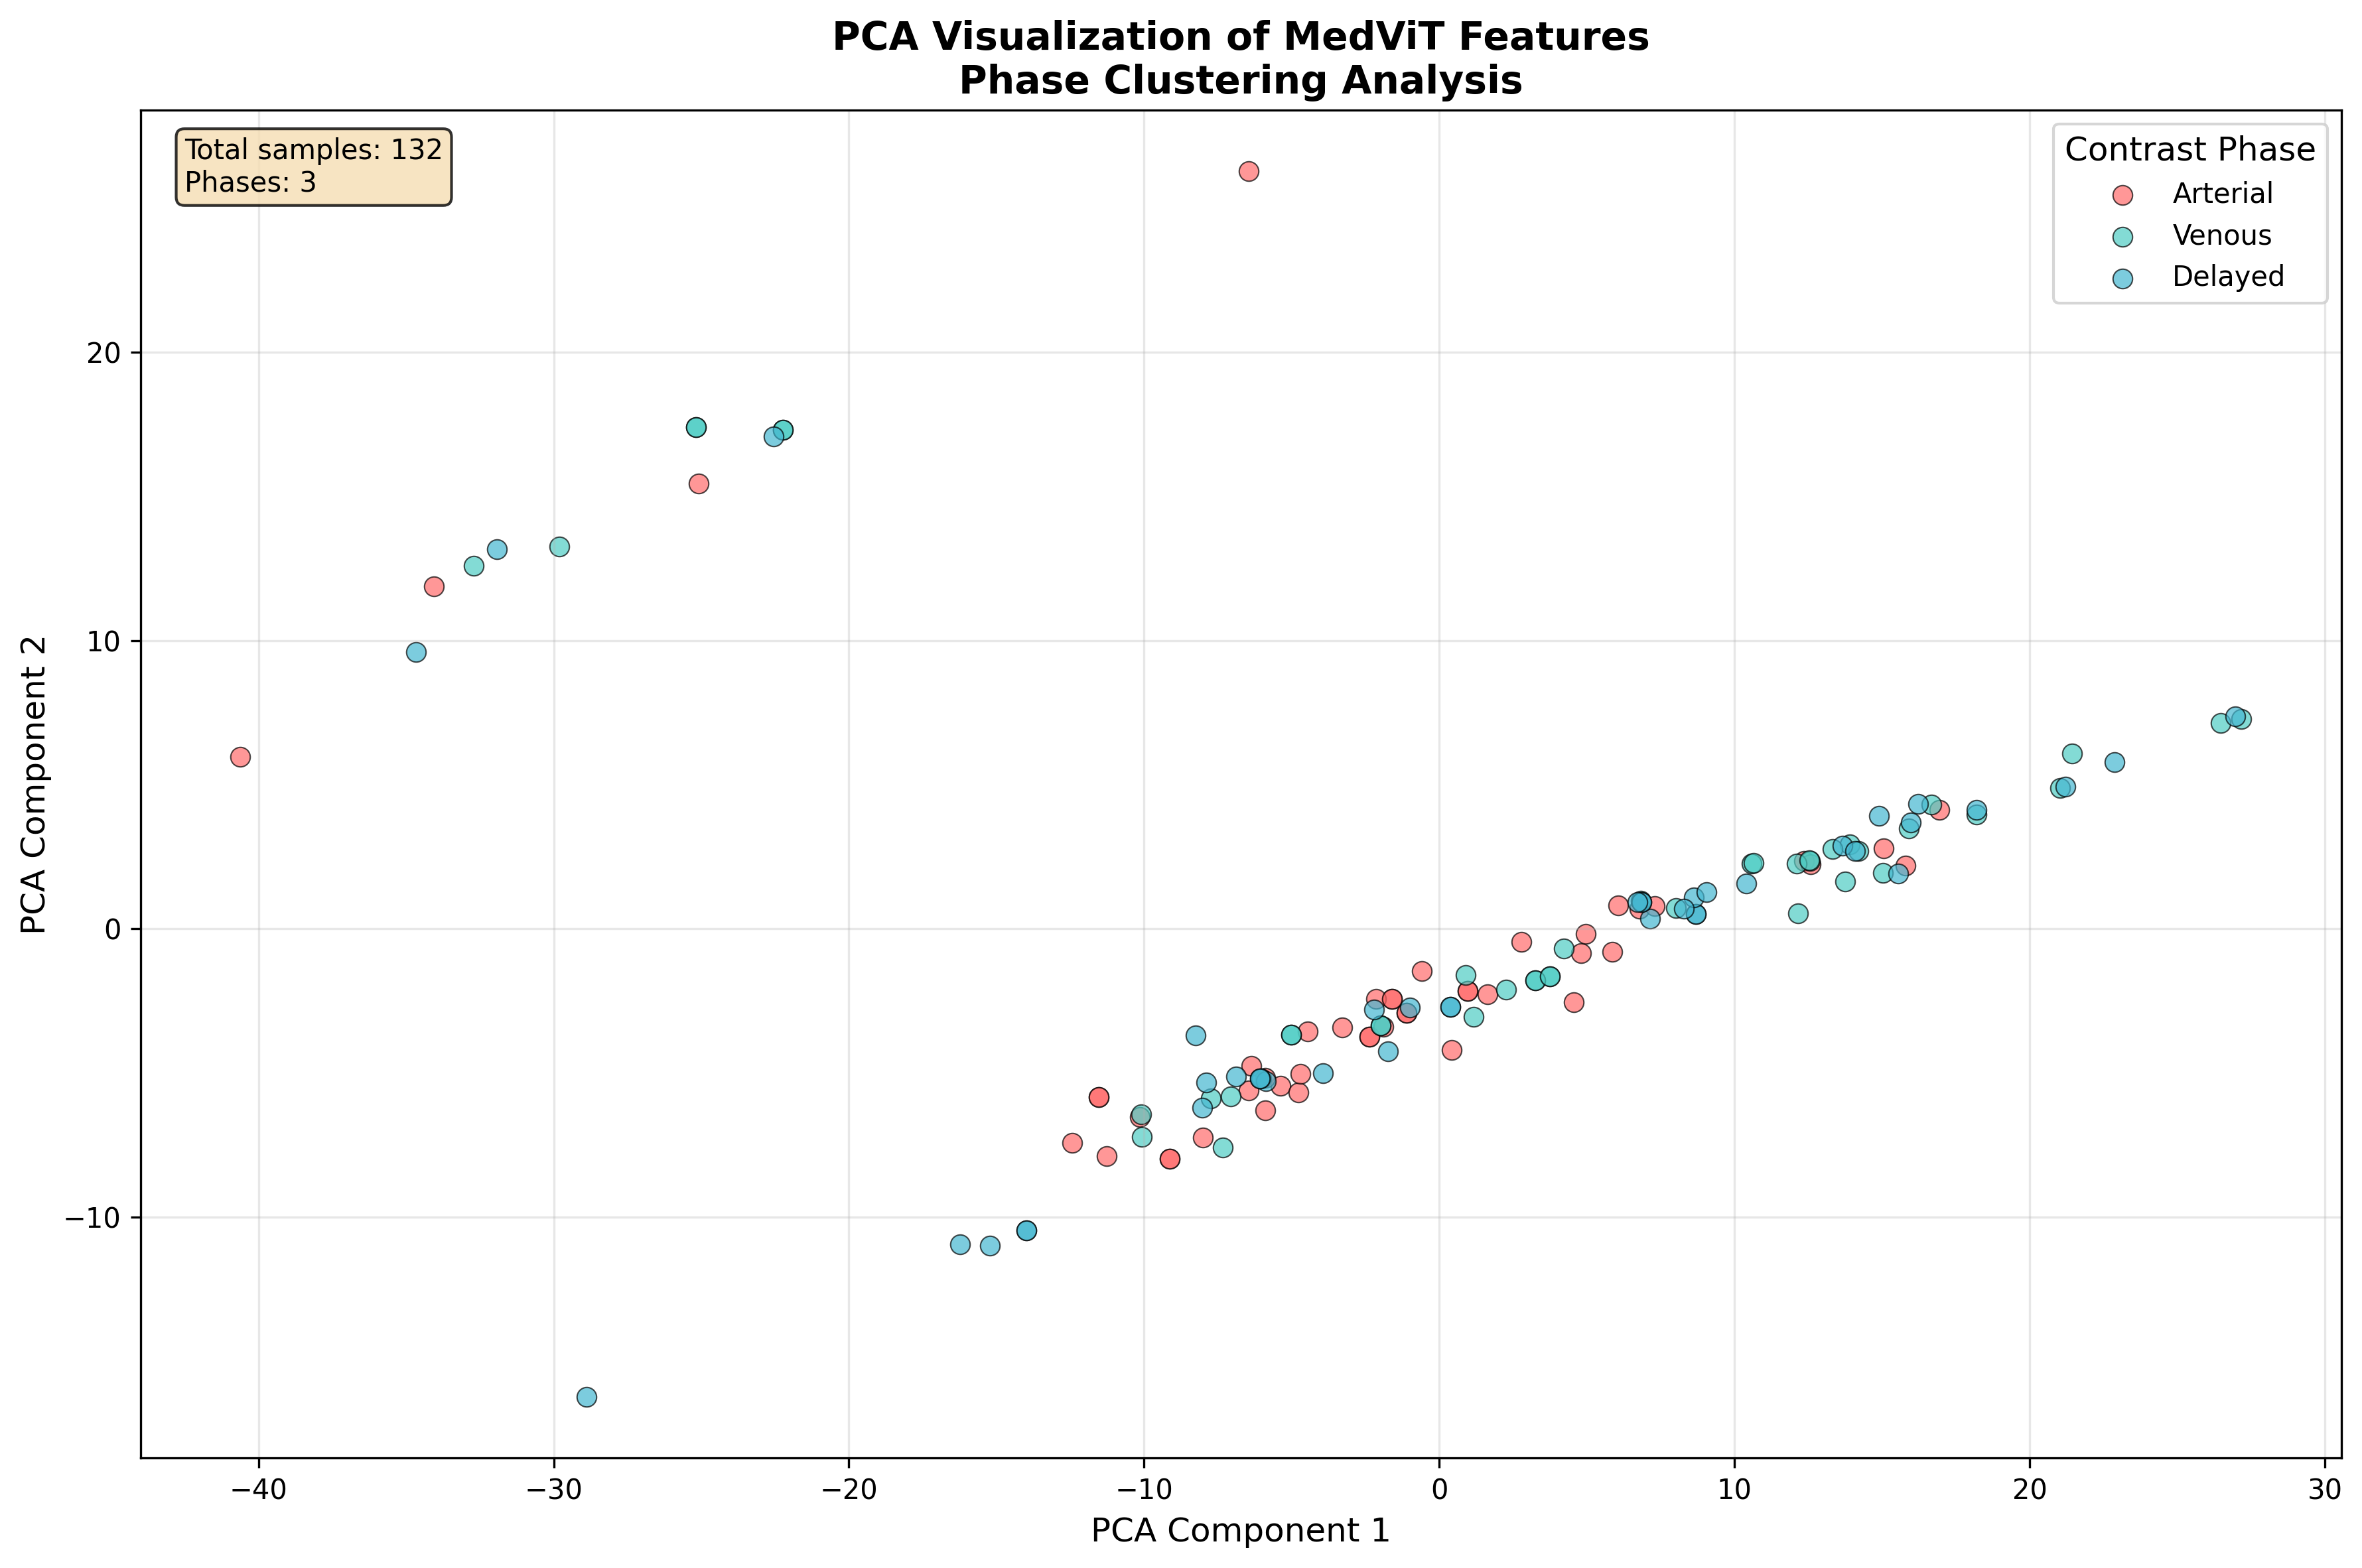 PCA Visualization of MedViT Features
Phase Clustering Analysis
Total samples: 132
Phases: 3
Contrast Phase
Arterial
Venous
Delayed
PCA Component 2
20
10
0
−10
−40
−30
−20
−10
0
10
20
30
PCA Component 1